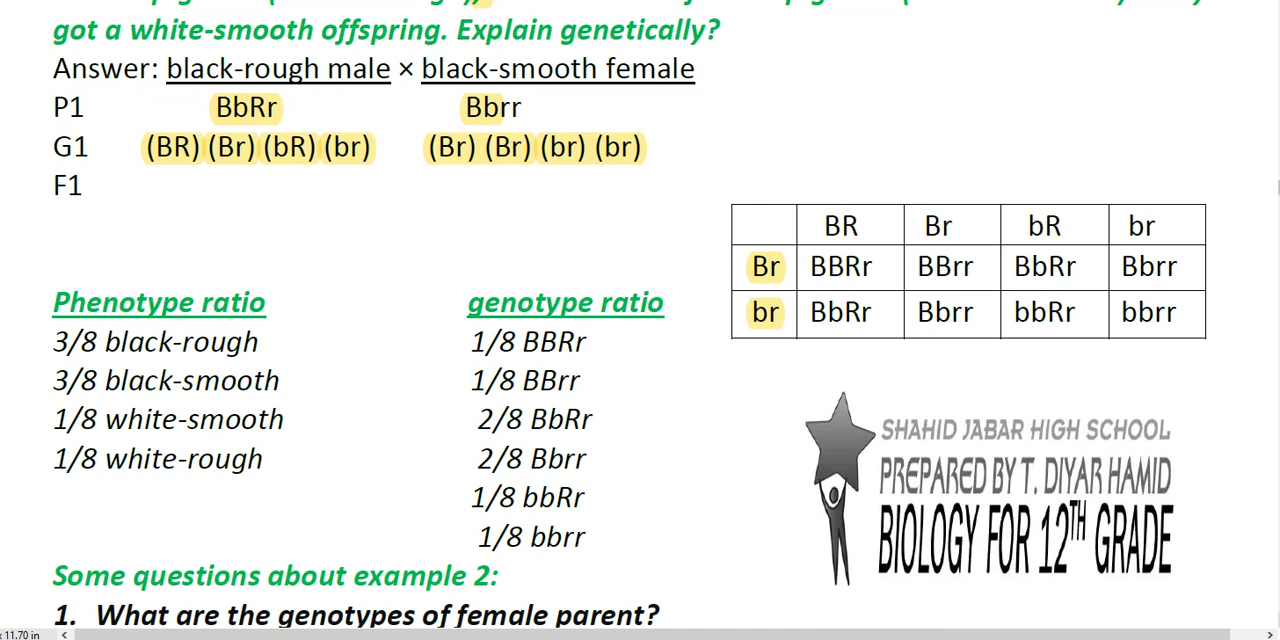 got a white-smooth offspring. Explain genetically?
Answer: black-rough male × black-smooth female
P1 BbRr Bbrr
G1 (BR) (Br) (bR) (br) (Br) (Br) (br) (br)
F1
BR Br bR br
Br BBRr BBrr BbRr Bbrr
br BbRr Bbrr bbRr bbrr
Phenotype ratio genotype ratio
3/8 black-rough 1/8 BBRr
3/8 black-smooth 1/8 BBrr
1/8 white-smooth 2/8 BbRr
1/8 white-rough 2/8 Bbrr
1/8 bbRr
1/8 bbrr
SHAHID JABAR HIGH SCHOOL
PREPARED BY T. DIYAR HAMID
BIOLOGY FOR 12TH GRADE
Some questions about example 2:
1. What are the genotypes of female parent?
x 11.70 in